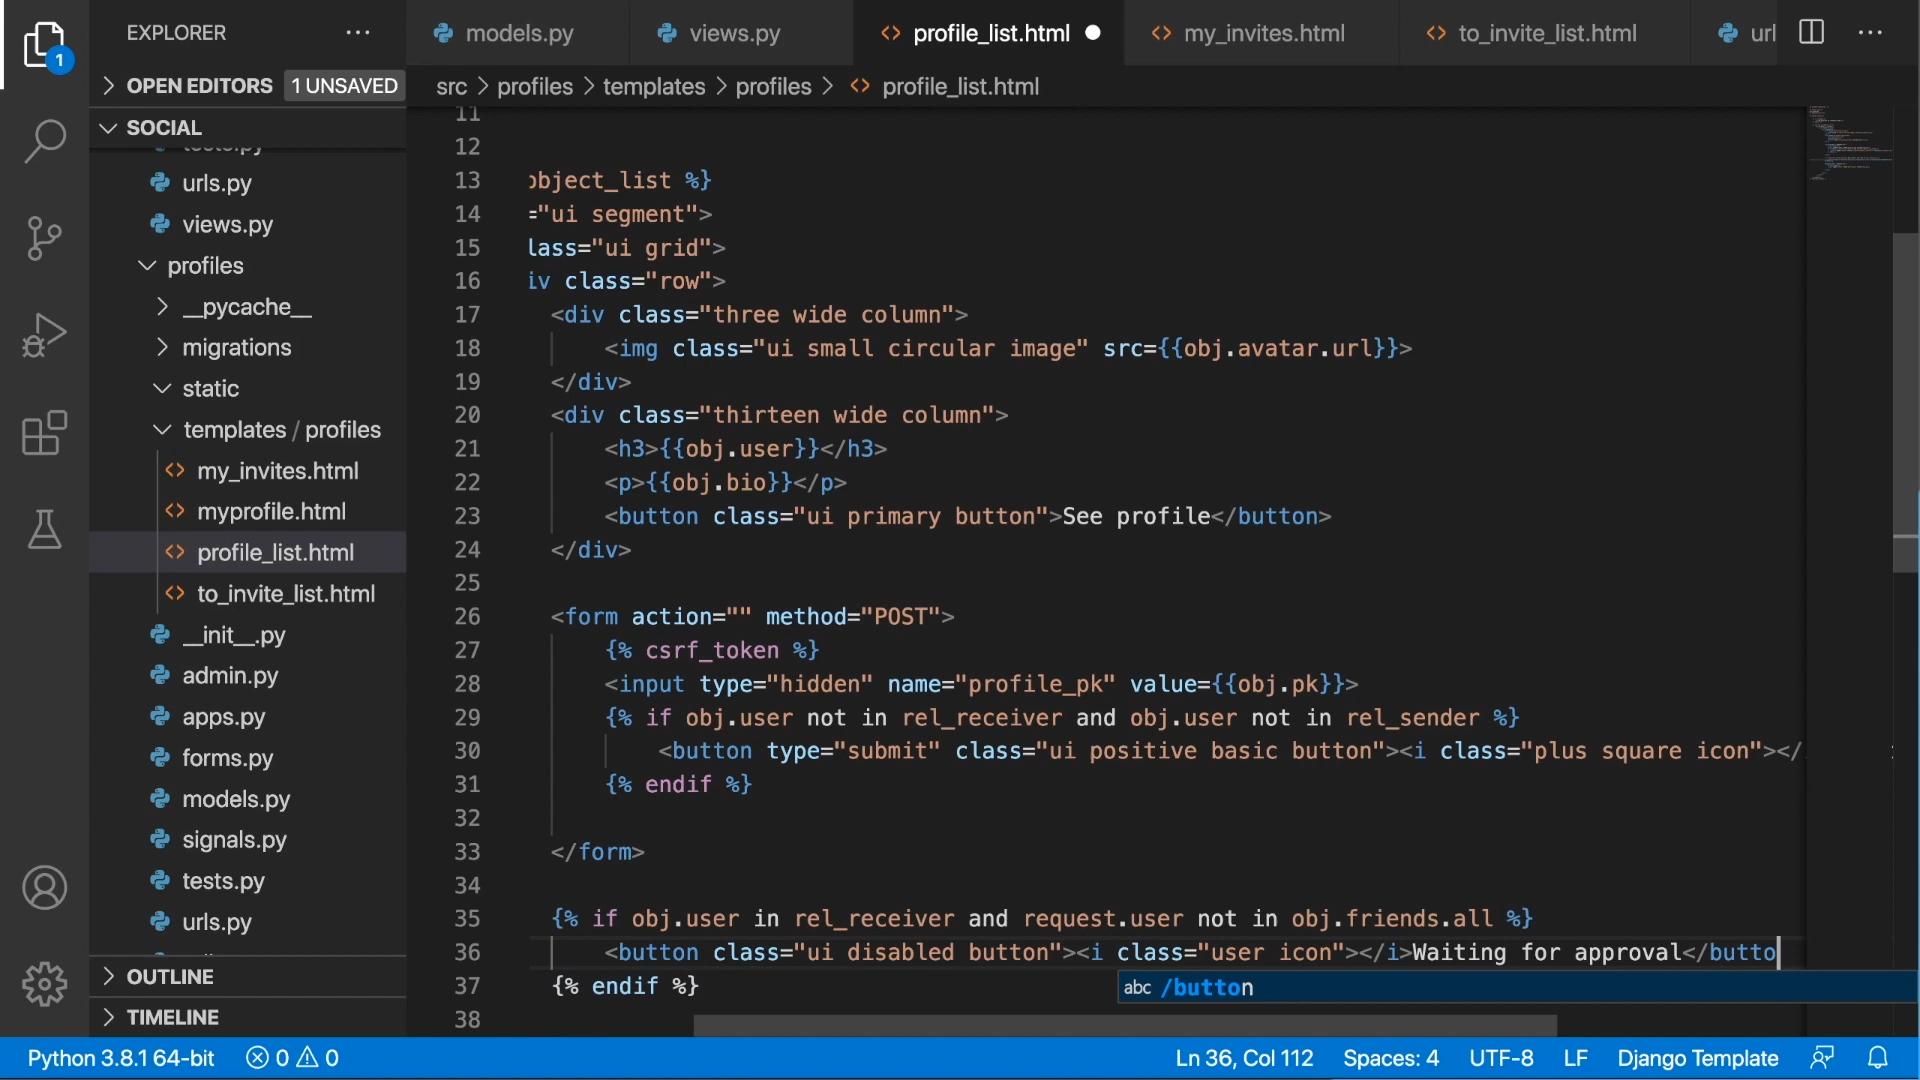 EXPLORER
models.py
views.py
profile_list.html
my_invites.html
to_invite_list.html
url
1
OPEN EDITORS
1 UNSAVED
src > profiles > templates > profiles > profile_list.html
SOCIAL
tests.py
urls.py
views.py
profiles
__pycache__
migrations
static
templates / profiles
my_invites.html
myprofile.html
profile_list.html
to_invite_list.html
__init__.py
admin.py
apps.py
forms.py
models.py
signals.py
tests.py
urls.py
OUTLINE
TIMELINE
11
12
13 object_list %}
14 ="ui segment">
15 lass="ui grid">
16 iv class="row">
17 <div class="three wide column">
18 <img class="ui small circular image" src={{obj.avatar.url}}>
19 </div>
20 <div class="thirteen wide column">
21 <h3>{{obj.user}}</h3>
22 <p>{{obj.bio}}</p>
23 <button class="ui primary button">See profile</button>
24 </div>
25
26 <form action="" method="POST">
27 {% csrf_token %}
28 <input type="hidden" name="profile_pk" value={{obj.pk}}>
29 {% if obj.user not in rel_receiver and obj.user not in rel_sender %}
30 <button type="submit" class="ui positive basic button"><i class="plus square icon"></
31 {% endif %}
32
33 </form>
34
35 {% if obj.user in rel_receiver and request.user not in obj.friends.all %}
36 <button class="ui disabled button"><i class="user icon"></i>Waiting for approval</butto
37 {% endif %}
abc /button
38
Python 3.8.1 64-bit
0
0
Ln 36, Col 112
Spaces: 4
UTF-8
LF
Django Template